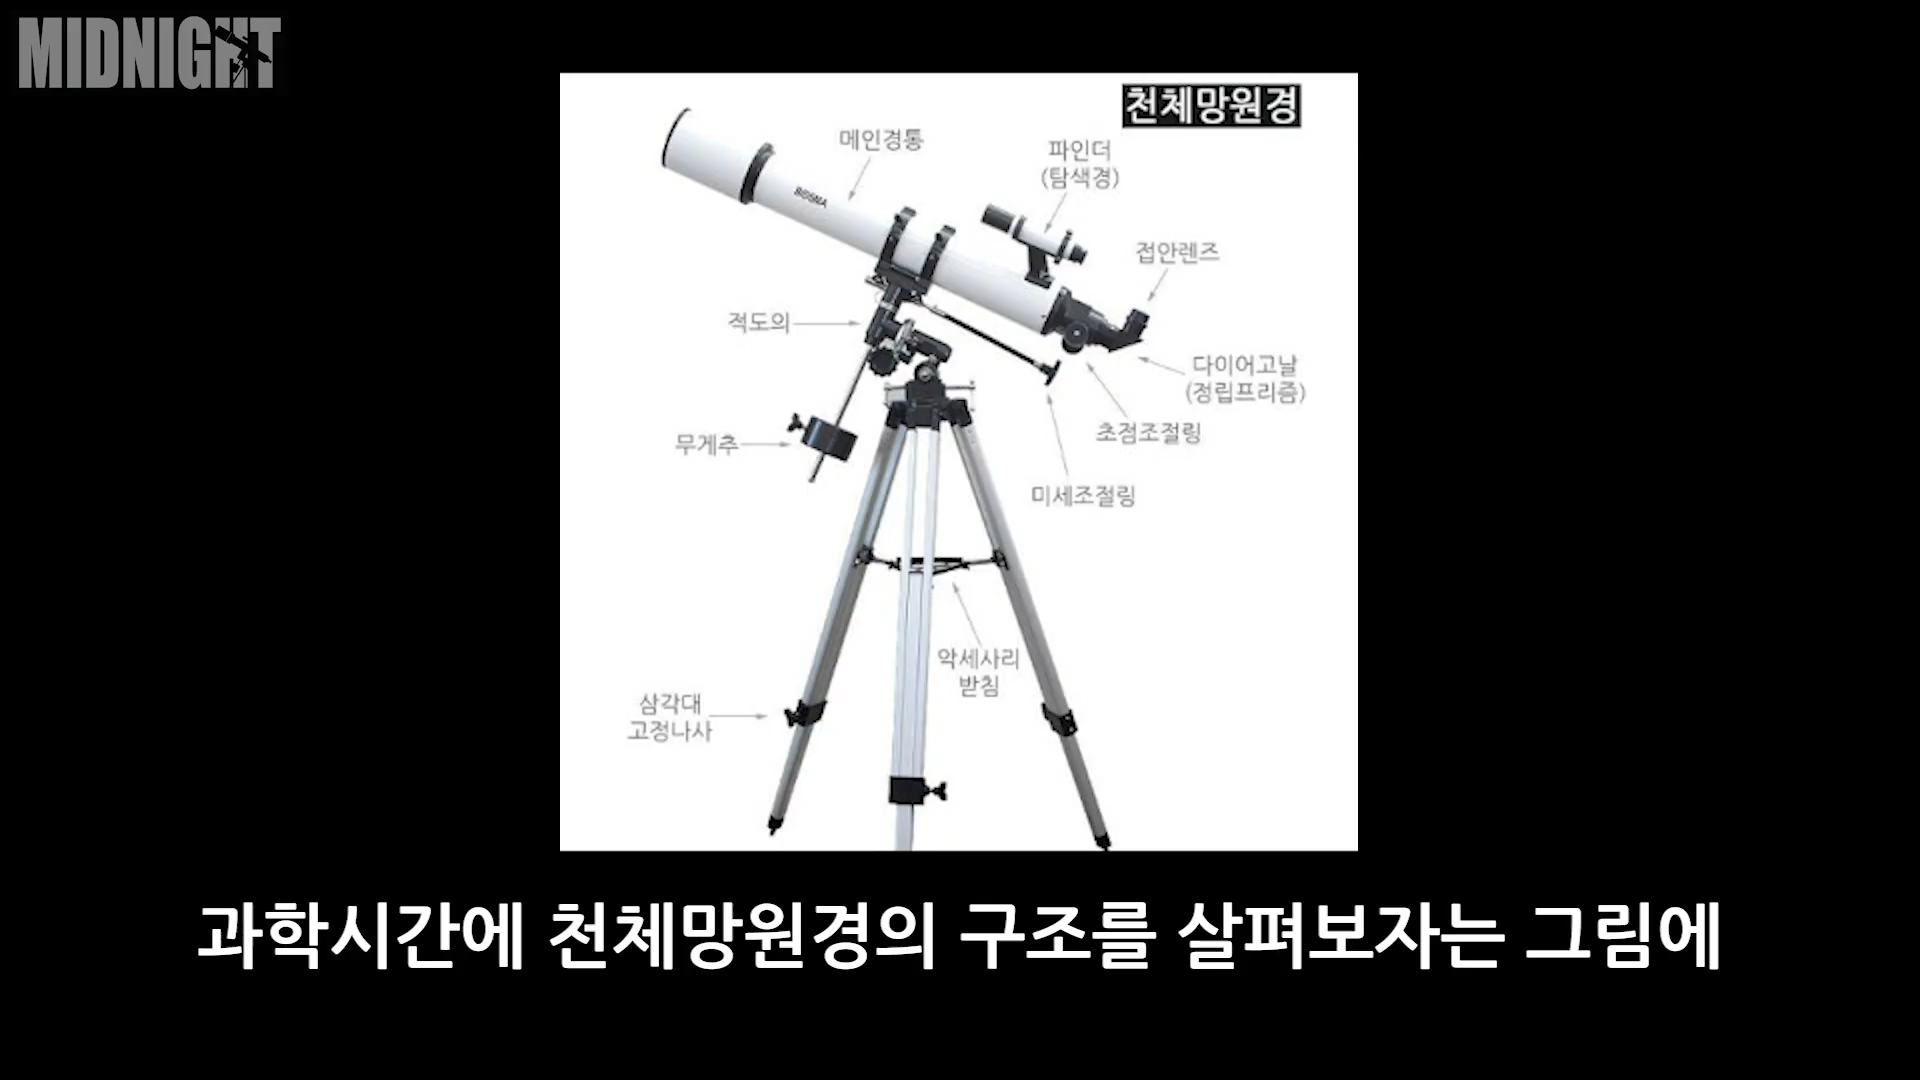 MIDNIGHT
천체망원경
메인경통
파인더
(탐색경)
BOSMA
접안렌즈
적도의
다이어고날
(정립프리즘)
초점조절링
무게추
미세조절링
악세사리
받침
삼각대
고정나사
과학시간에 천체망원경의 구조를 살펴보자는 그림에